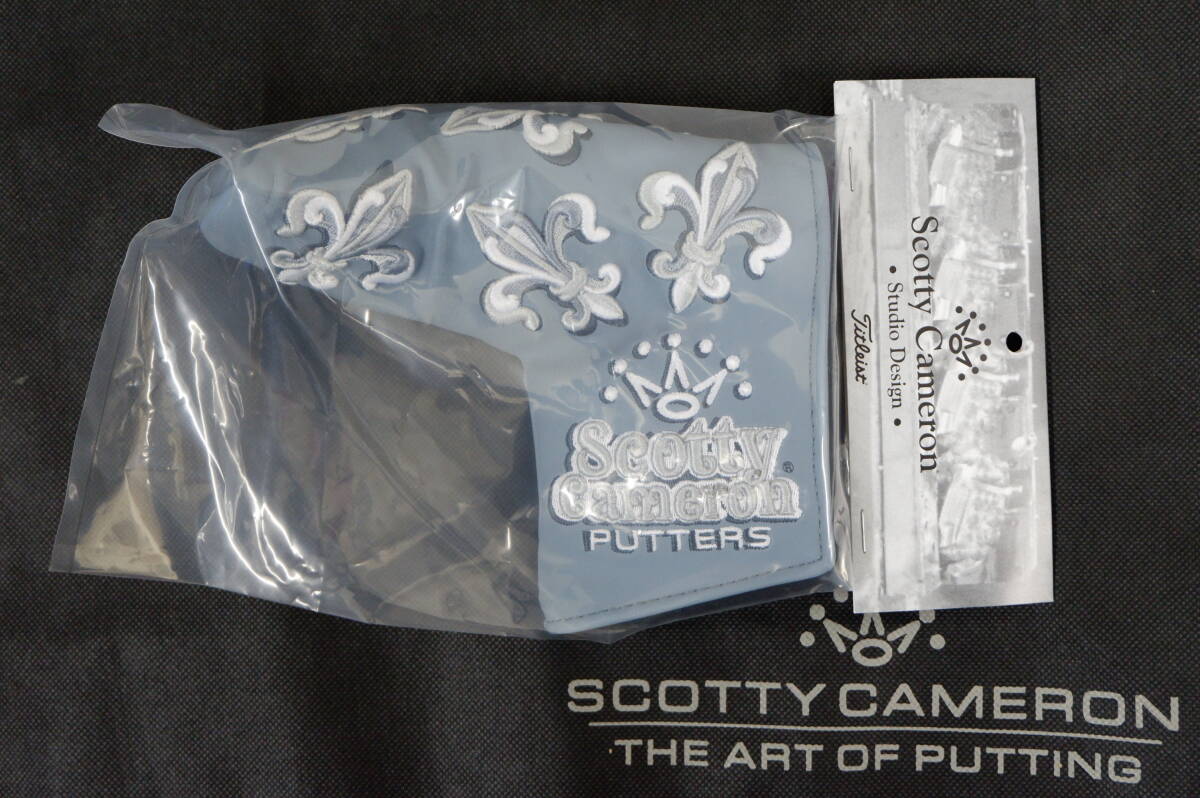 Scotty
Cameron®
PUTTERS
Scotty Cameron
• Studio Design •
Titleist
SCOTTY CAMERON
THE ART OF PUTTING